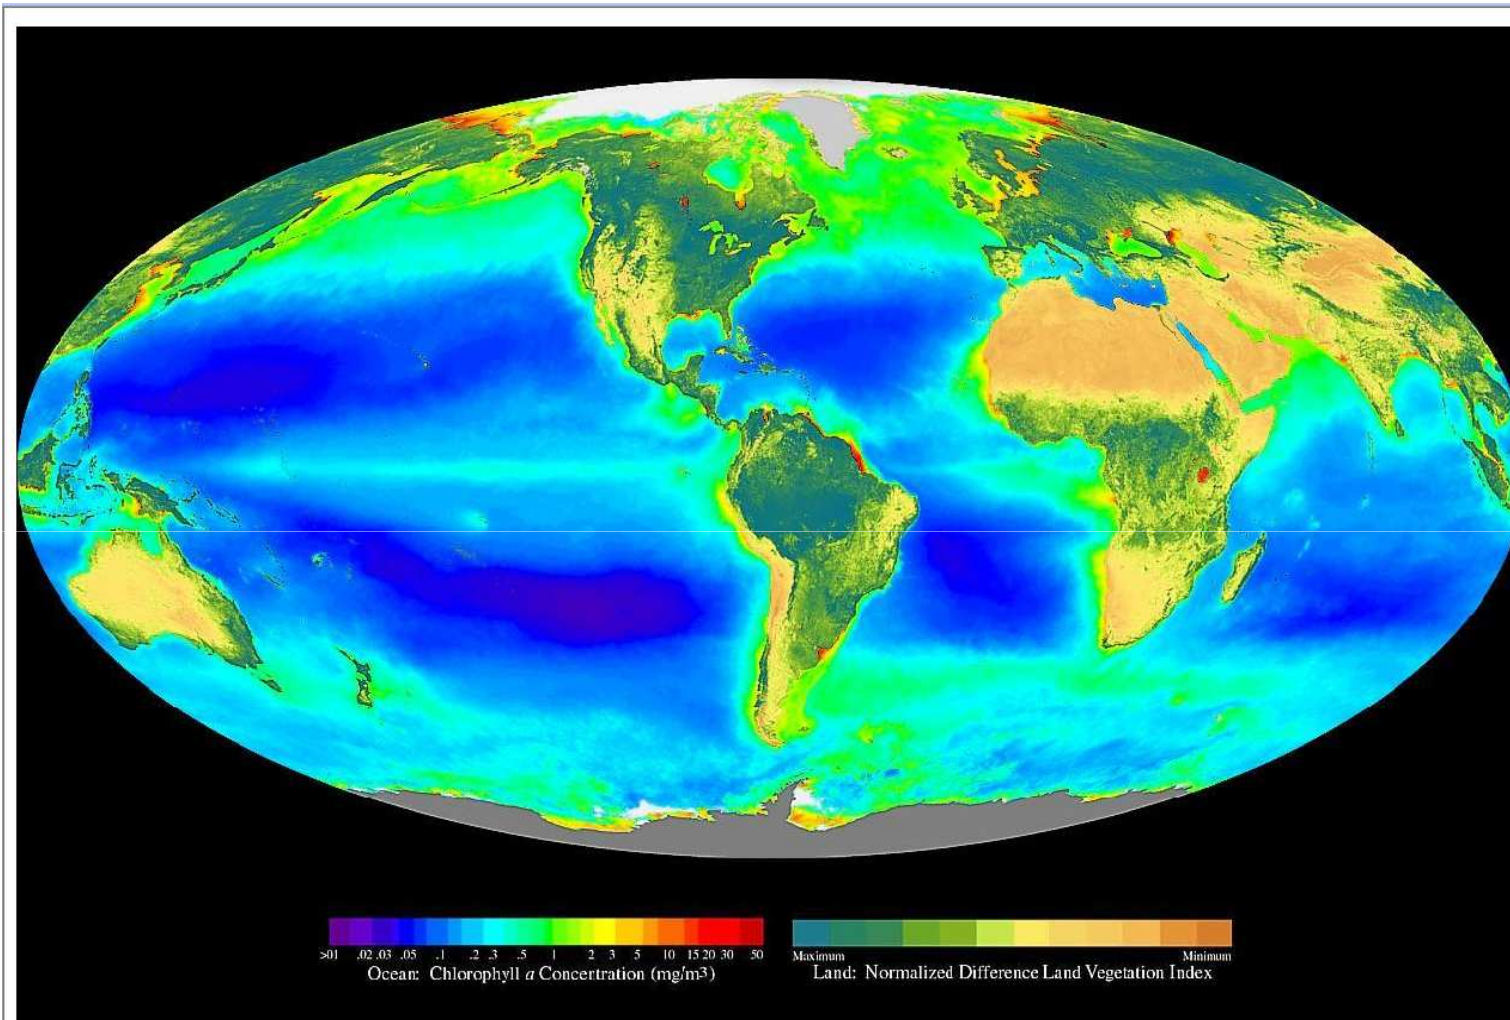 >01 .02 .03 .05 .1 .2 .3 .5 1 2 3 5 10 15 20 30 50
Ocean: Chlorophyll a Concentration (mg/m3)
Maximum Minimum
Land: Normalized Difference Land Vegetation Index